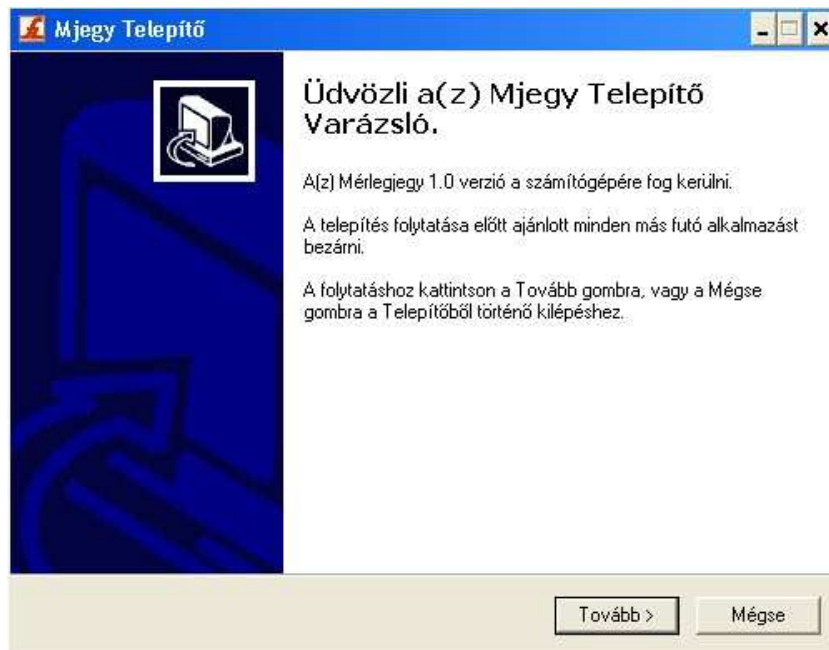 Mjegy Telepítő
Üdvözli a(z) Mjegy Telepítő
Varázsló.
A(z) Mérlegjegy 1.0 verzió a számítógépére fog kerülni.
A telepítés folytatása előtt ajánlott minden más futó alkalmazást
bezárni.
A folytatáshoz kattintson a Tovább gombra, vagy a Mégse
gombra a Telepítőből történő kilépéshez.
Tovább >
Mégse